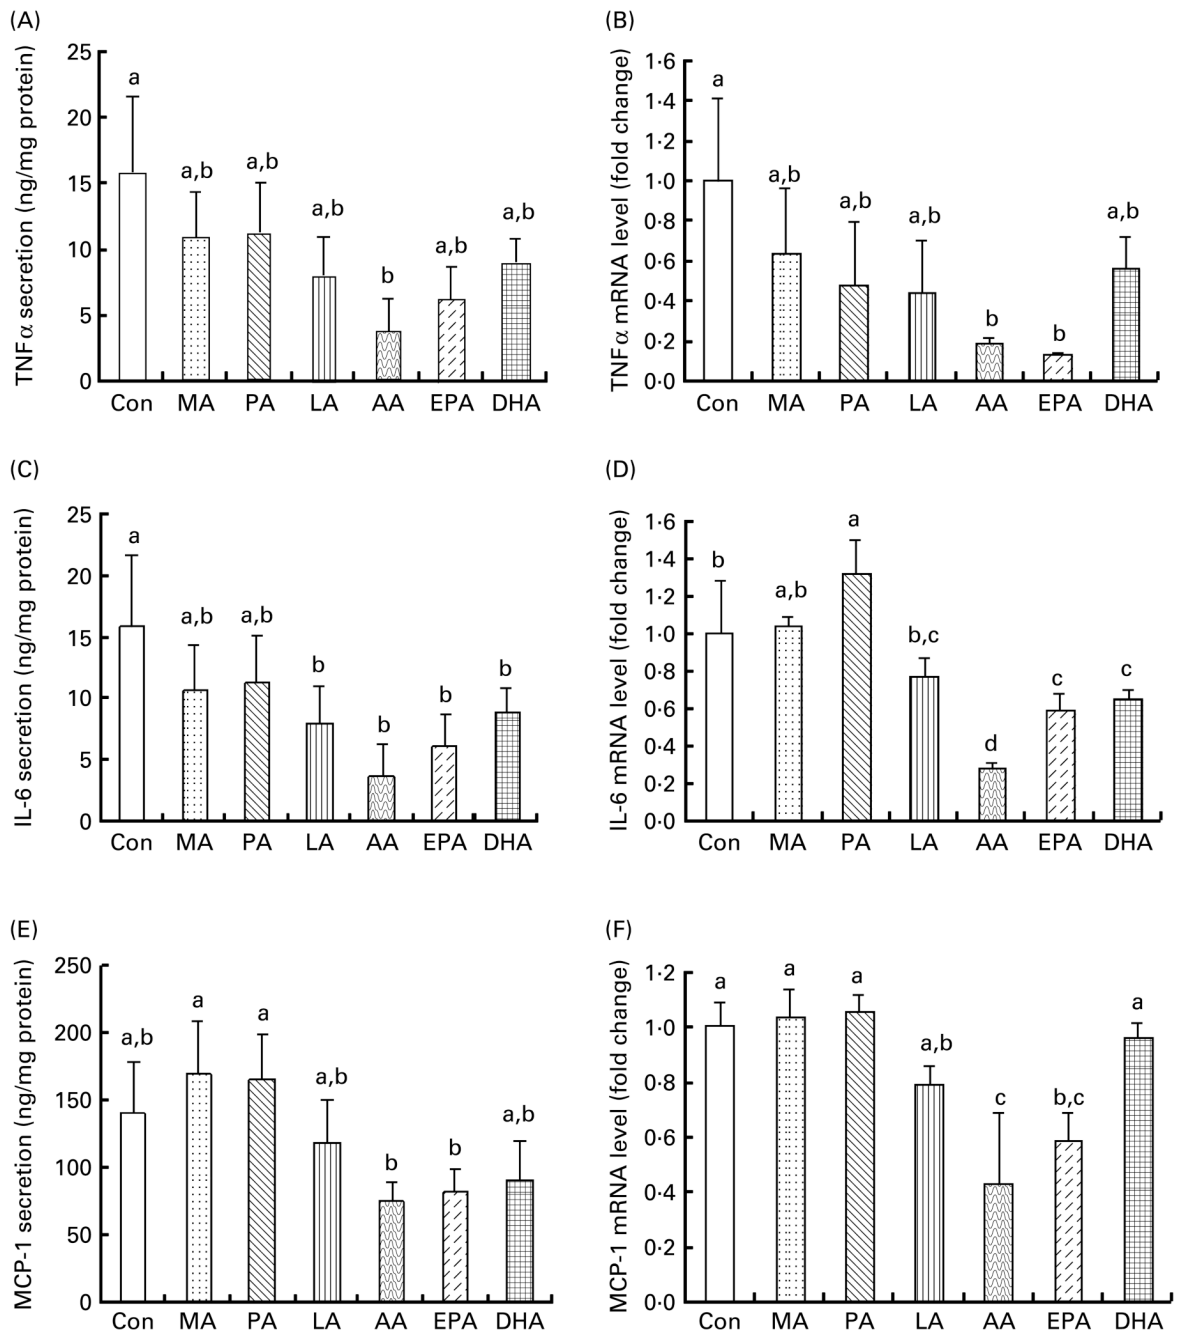 (A)
TNFα secretion (ng/mg protein)
25
20
15
10
5
0
a
a,b
a,b
a,b
b
a,b
a,b
Con MA PA LA AA EPA DHA
(B)
TNFα mRNA level (fold change)
1·6
1·4
1·2
1·0
0·8
0·6
0·4
0·2
0·0
a
a,b
a,b
a,b
b
b
a,b
Con MA PA LA AA EPA DHA
(C)
IL-6 secretion (ng/mg protein)
25
20
15
10
5
0
a
a,b
a,b
b
b
b
b
Con MA PA LA AA EPA DHA
(D)
IL-6 mRNA level (fold change)
1·6
1·4
1·2
1·0
0·8
0·6
0·4
0·2
0·0
b
a,b
a
b,c
d
c
c
Con MA PA LA AA EPA DHA
(E)
MCP-1 secretion (ng/mg protein)
250
200
150
100
50
0
a,b
a
a
a,b
b
b
a,b
Con MA PA LA AA EPA DHA
(F)
MCP-1 mRNA level (fold change)
1·2
1·0
0·8
0·6
0·4
0·2
0·0
a
a
a
a,b
c
b,c
a
Con MA PA LA AA EPA DHA